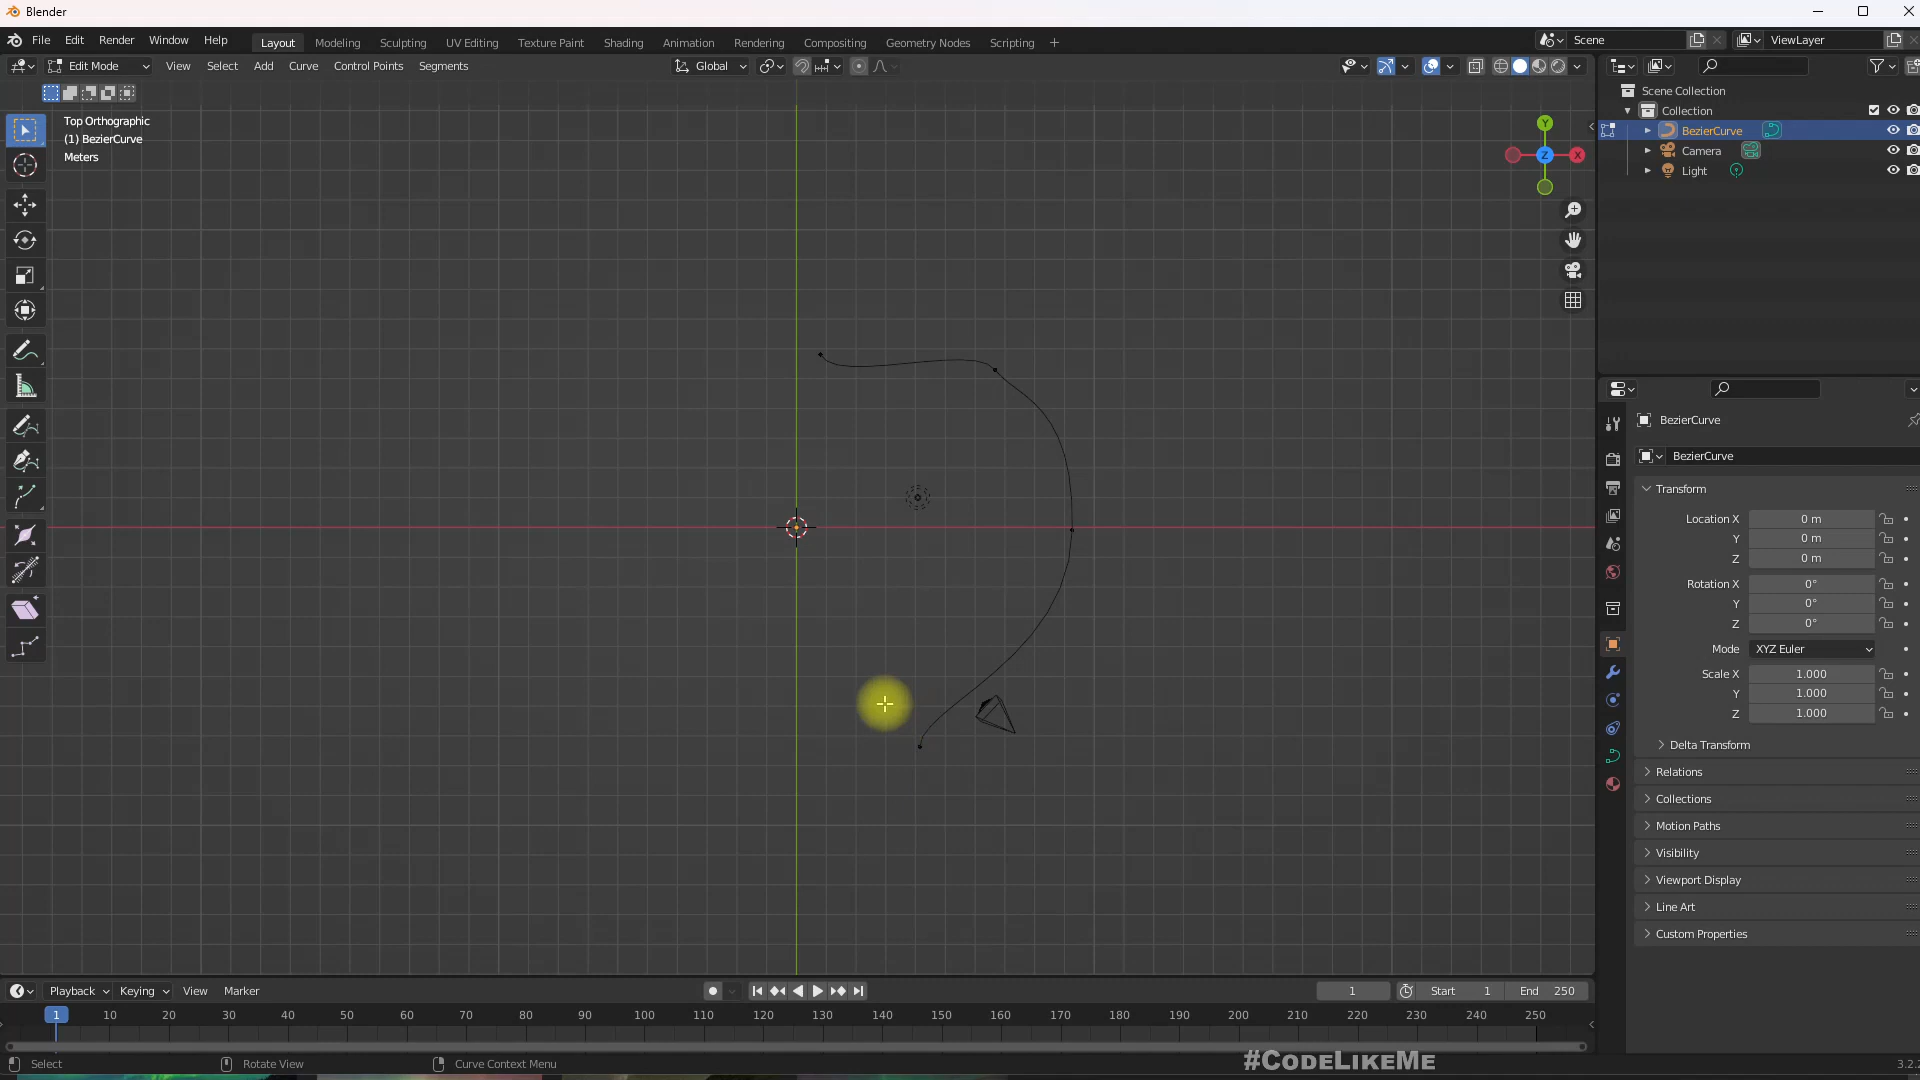 Blender
File Edit Render Window Help Layout Modeling Sculpting UV Editing Texture Paint Shading Animation Rendering Compositing Geometry Nodes Scripting + Scene ViewLayer
Edit Mode View Select Add Curve Control Points Segments Global
Scene Collection
Collection
BezierCurve
Camera
Light
Top Orthographic
(1) BezierCurve
Meters
Y
Z
X
BezierCurve
BezierCurve
Transform
Location X 0 m
Y 0 m
Z 0 m
Rotation X 0°
Y 0°
Z 0°
Mode XYZ Euler
Scale X 1.000
Y 1.000
Z 1.000
Delta Transform
Relations
Collections
Motion Paths
Visibility
Viewport Display
Line Art
Custom Properties
Playback Keying View Marker 1 Start 1 End 250
1 10 20 30 40 50 60 70 80 90 100 110 120 130 140 150 160 170 180 190 200 210 220 230 240 250
Select Rotate View Curve Context Menu
#CODELIKEME